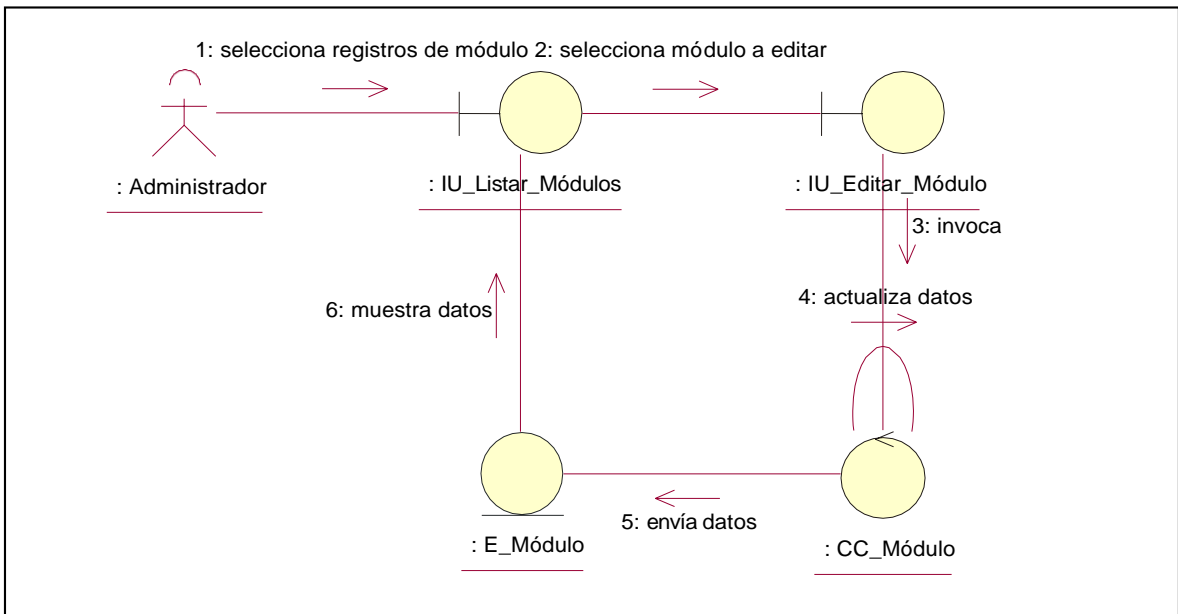 1: selecciona registros de módulo 2: selecciona módulo a editar
: Administrador
: IU_Listar_Módulos
: IU_Editar_Módulo
3: invoca
4: actualiza datos
6: muestra datos
5: envía datos
: E_Módulo
: CC_Módulo